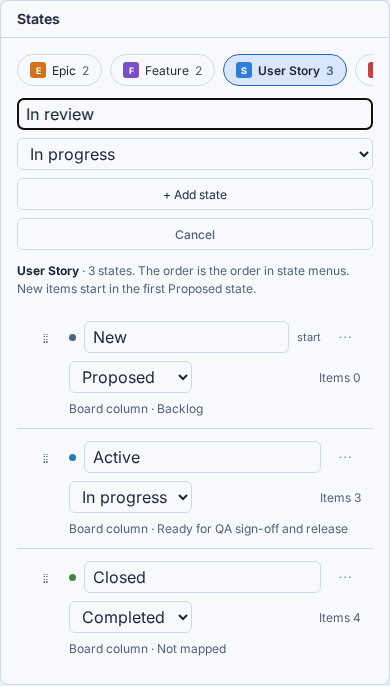 States
E Epic 2 F Feature 2 S User Story 3
In review
In progress
+ Add state
Cancel
User Story · 3 states. The order is the order in state menus.
New items start in the first Proposed state.
New start ...
Proposed Items 0
Board column · Backlog
Active ...
In progress Items 3
Board column · Ready for QA sign-off and release
Closed ...
Completed Items 4
Board column · Not mapped